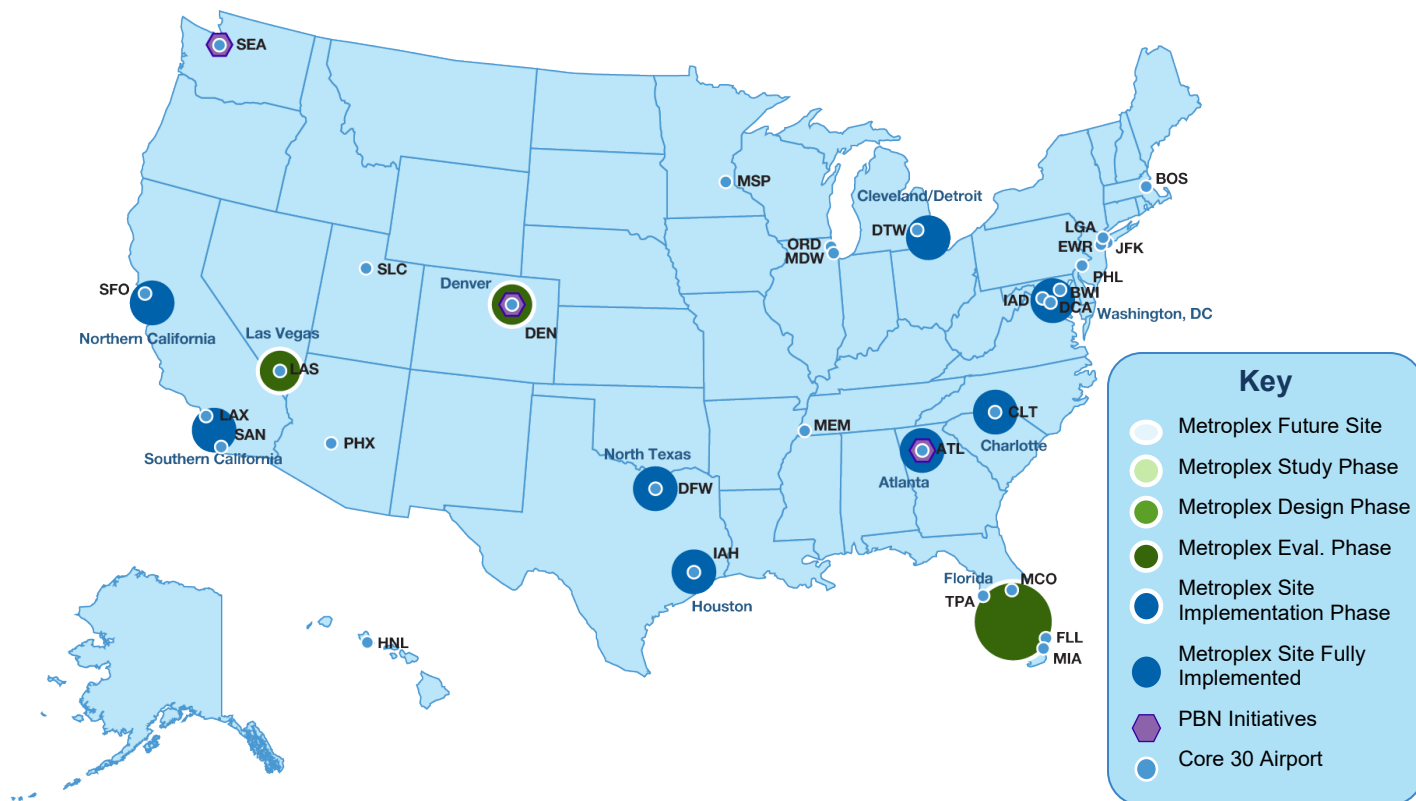 SEA
MSP
BOS
Cleveland/Detroit
DTW
LGA
EWR
JFK
ORD
MDW
PHL
SLC
Denver
DEN
SFO
Northern California
Las Vegas
LAS
IAD
BWI
DCA
Washington, DC
LAX
SAN
Southern California
PHX
MEM
CLT
Charlotte
ATL
Atlanta
North Texas
DFW
IAH
Houston
Florida
MCO
TPA
FLL
MIA
HNL
Key
Metroplex Future Site
Metroplex Study Phase
Metroplex Design Phase
Metroplex Eval. Phase
Metroplex Site
Implementation Phase
Metroplex Site Fully
Implemented
PBN Initiatives
Core 30 Airport